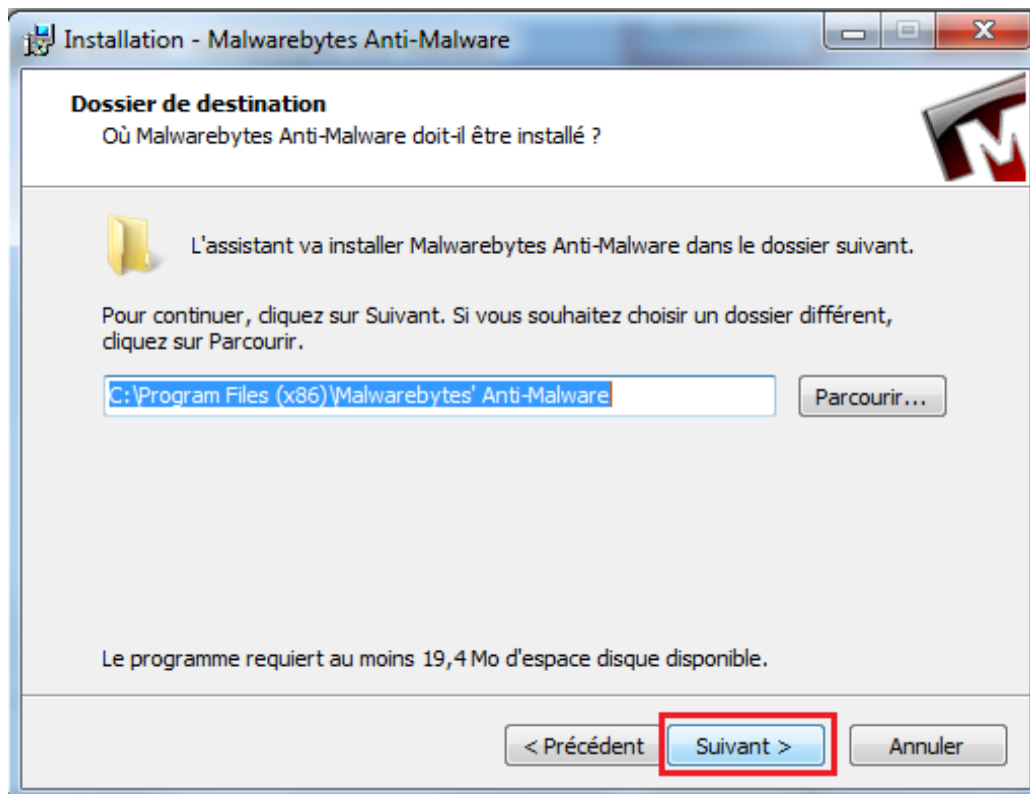 Installation - Malwarebytes Anti-Malware
Dossier de destination
Où Malwarebytes Anti-Malware doit-il être installé ?
L'assistant va installer Malwarebytes Anti-Malware dans le dossier suivant.
Pour continuer, cliquez sur Suivant. Si vous souhaitez choisir un dossier différent,
cliquez sur Parcourir.
C:\Program Files (x86)\Malwarebytes' Anti-Malware
Parcourir...
Le programme requiert au moins 19,4 Mo d'espace disque disponible.
< Précédent
Suivant >
Annuler